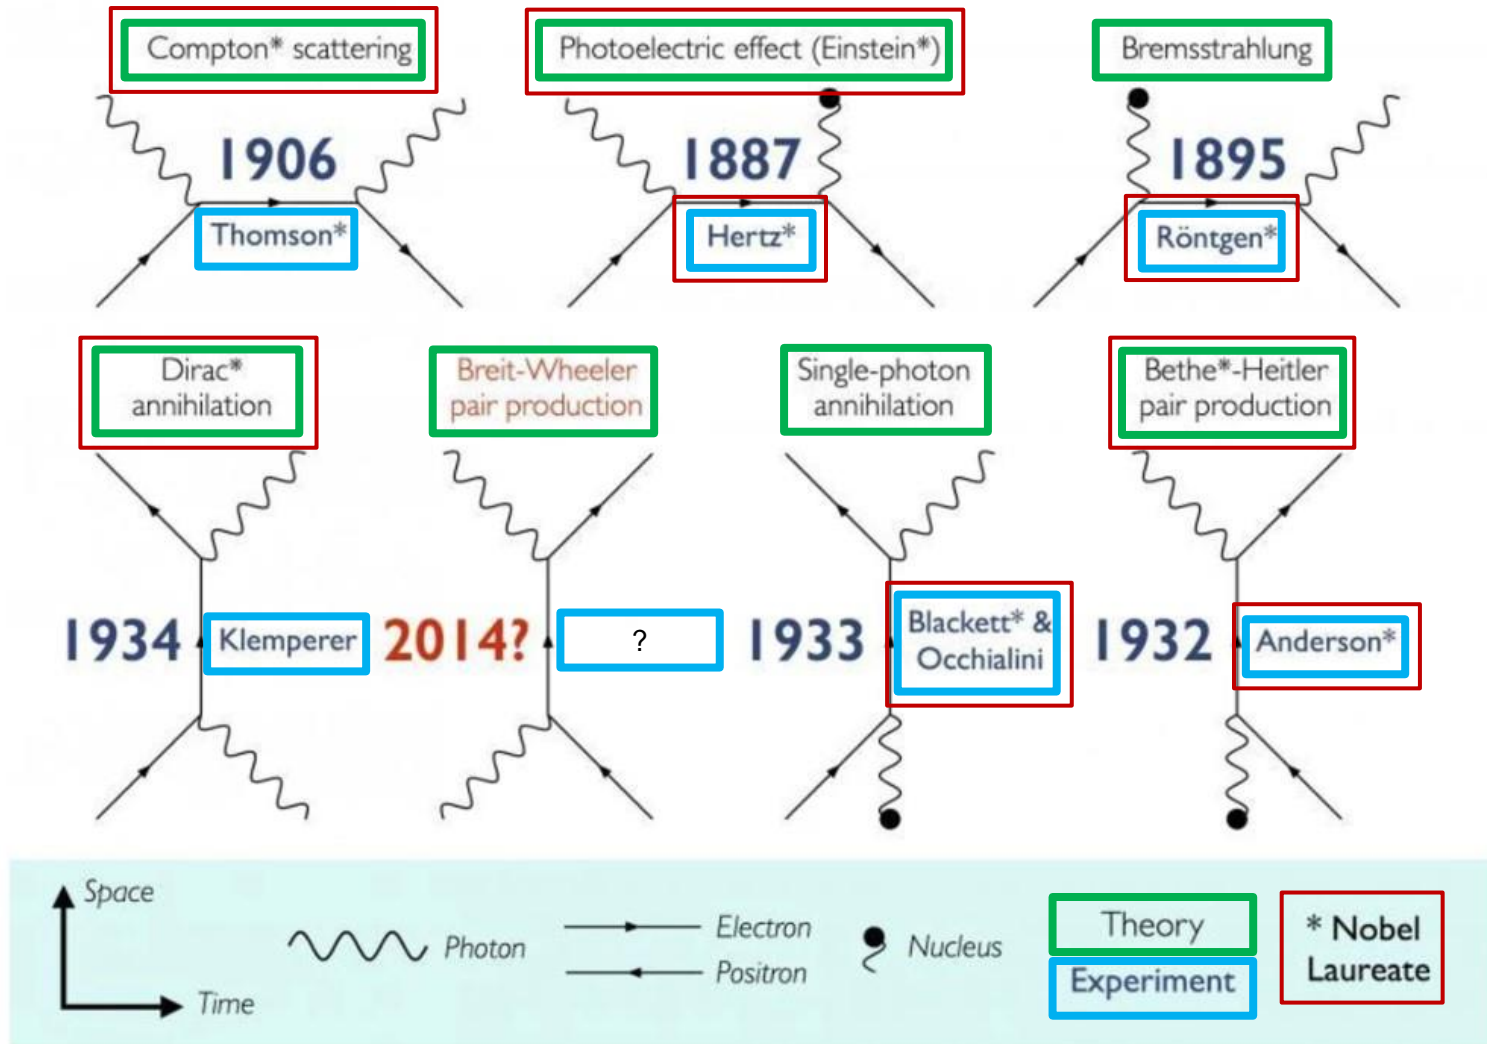 Compton* scattering
Photoelectric effect (Einstein*)
Bremsstrahlung
1906
1887
1895
Thomson*
Hertz*
Röntgen*
Dirac*
annihilation
Breit-Wheeler
pair production
Single-photon
annihilation
Bethe*-Heitler
pair production
1934
Klemperer
2014?
?
1933
Blackett* &
Occhialini
1932
Anderson*
Space
Time
Photon
Electron
Positron
Nucleus
Theory
Experiment
* Nobel
Laureate